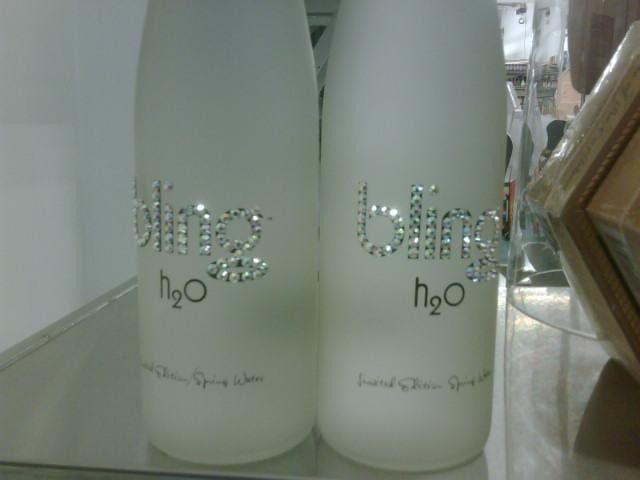 bling
h2o
Limited Edition Spring Water
bling
h2o
Limited Edition Spring Water